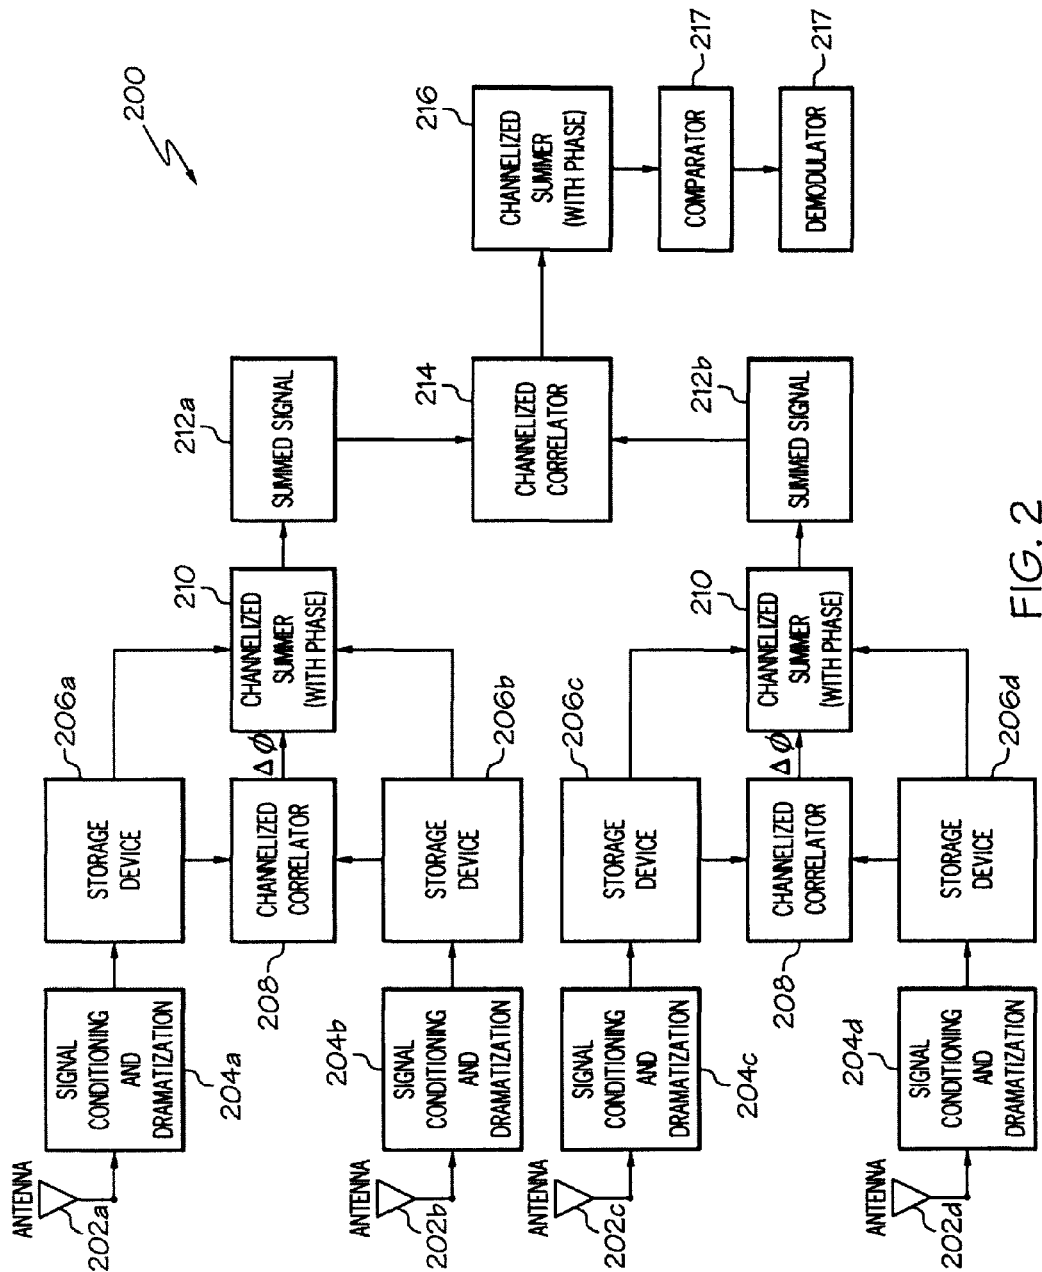 200
ANTENNA
202a
SIGNAL
CONDITIONING
AND
DRAMATIZATION
204a
STORAGE
DEVICE
206a
CHANNELIZED
CORRELATOR
208
Δ φ
CHANNELIZED
SUMMER
(WITH PHASE)
210
SUMMED SIGNAL
212a
ANTENNA
202b
SIGNAL
CONDITIONING
AND
DRAMATIZATION
204b
STORAGE
DEVICE
206b
CHANNELIZED
CORRELATOR
214
CHANNELIZED
SUMMER
(WITH PHASE)
216
COMPARATOR
217
DEMODULATOR
217
ANTENNA
202c
SIGNAL
CONDITIONING
AND
DRAMATIZATION
204c
STORAGE
DEVICE
206c
CHANNELIZED
CORRELATOR
208
Δ φ
CHANNELIZED
SUMMER
(WITH PHASE)
210
SUMMED SIGNAL
212b
ANTENNA
202d
SIGNAL
CONDITIONING
AND
DRAMATIZATION
204d
STORAGE
DEVICE
206d
FIG. 2